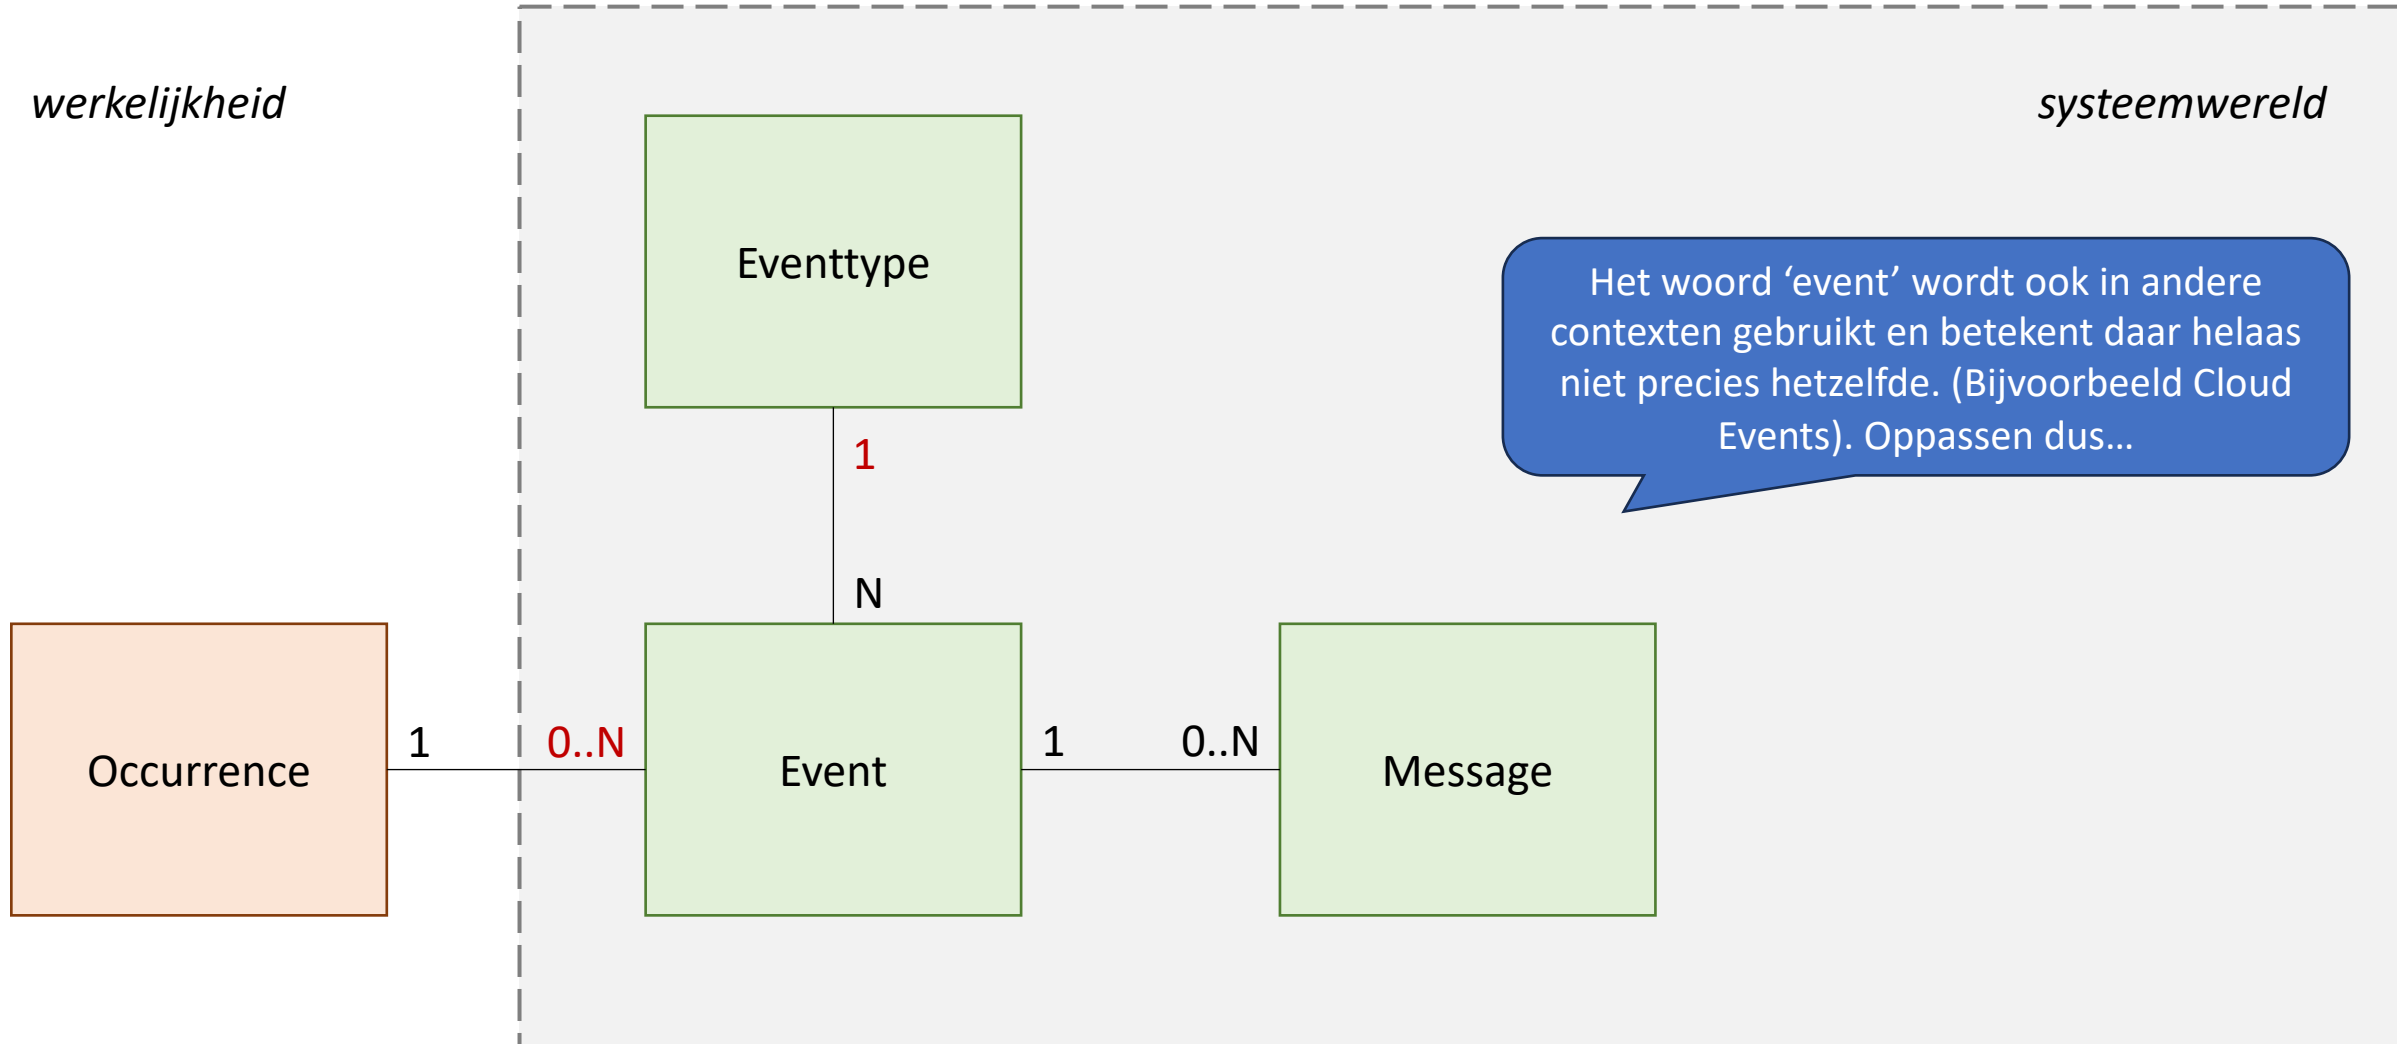 werkelijkheid
systeemwereld
Eventtype
Het woord ‘event’ wordt ook in andere
contexten gebruikt en betekent daar helaas
niet precies hetzelfde. (Bijvoorbeeld Cloud
Events). Oppassen dus…
1
N
Occurrence
1
0..N
Event
1
0..N
Message